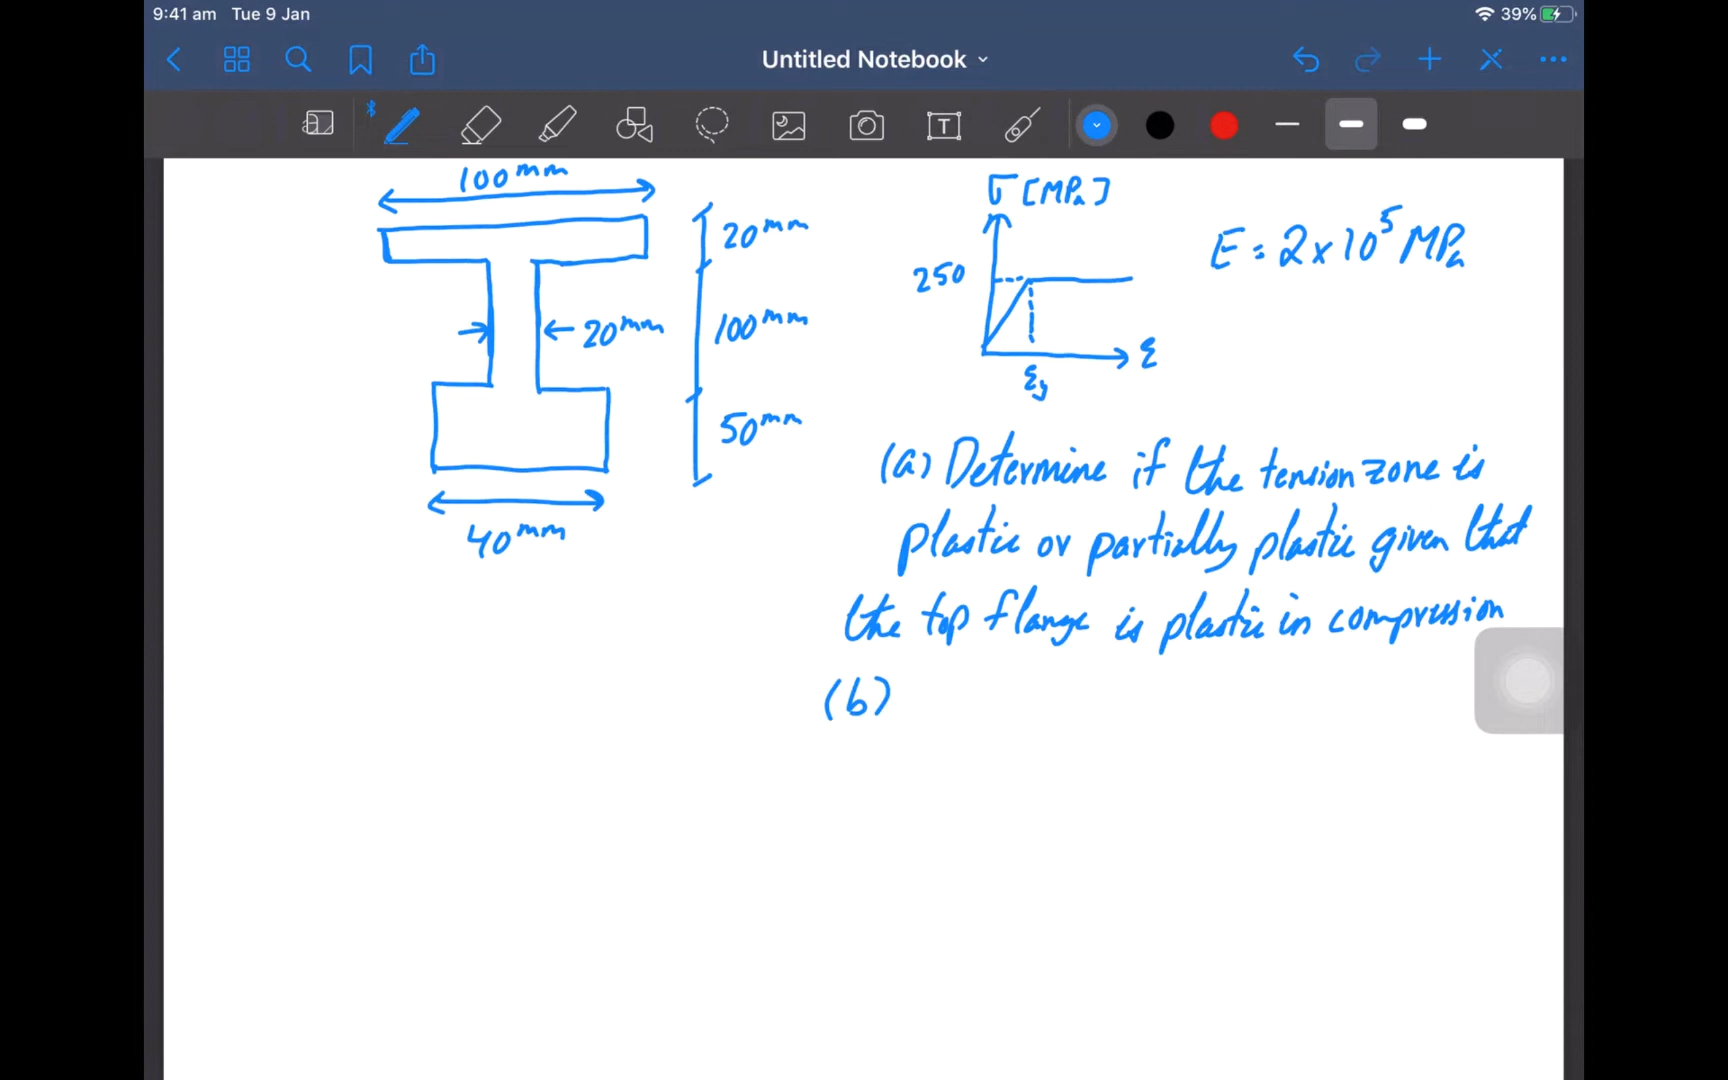 9:41 am Tue 9 Jan
39%
Untitled Notebook
a
T
100mm
20mm
100mm
20mm
50mm
40mm
σ [MPa]
250
ε
εy
E = 2 x 10^5 MPa
(a) Determine if the tension zone is
plastic or partially plastic given that
the top flange is plastic in compression
(b)